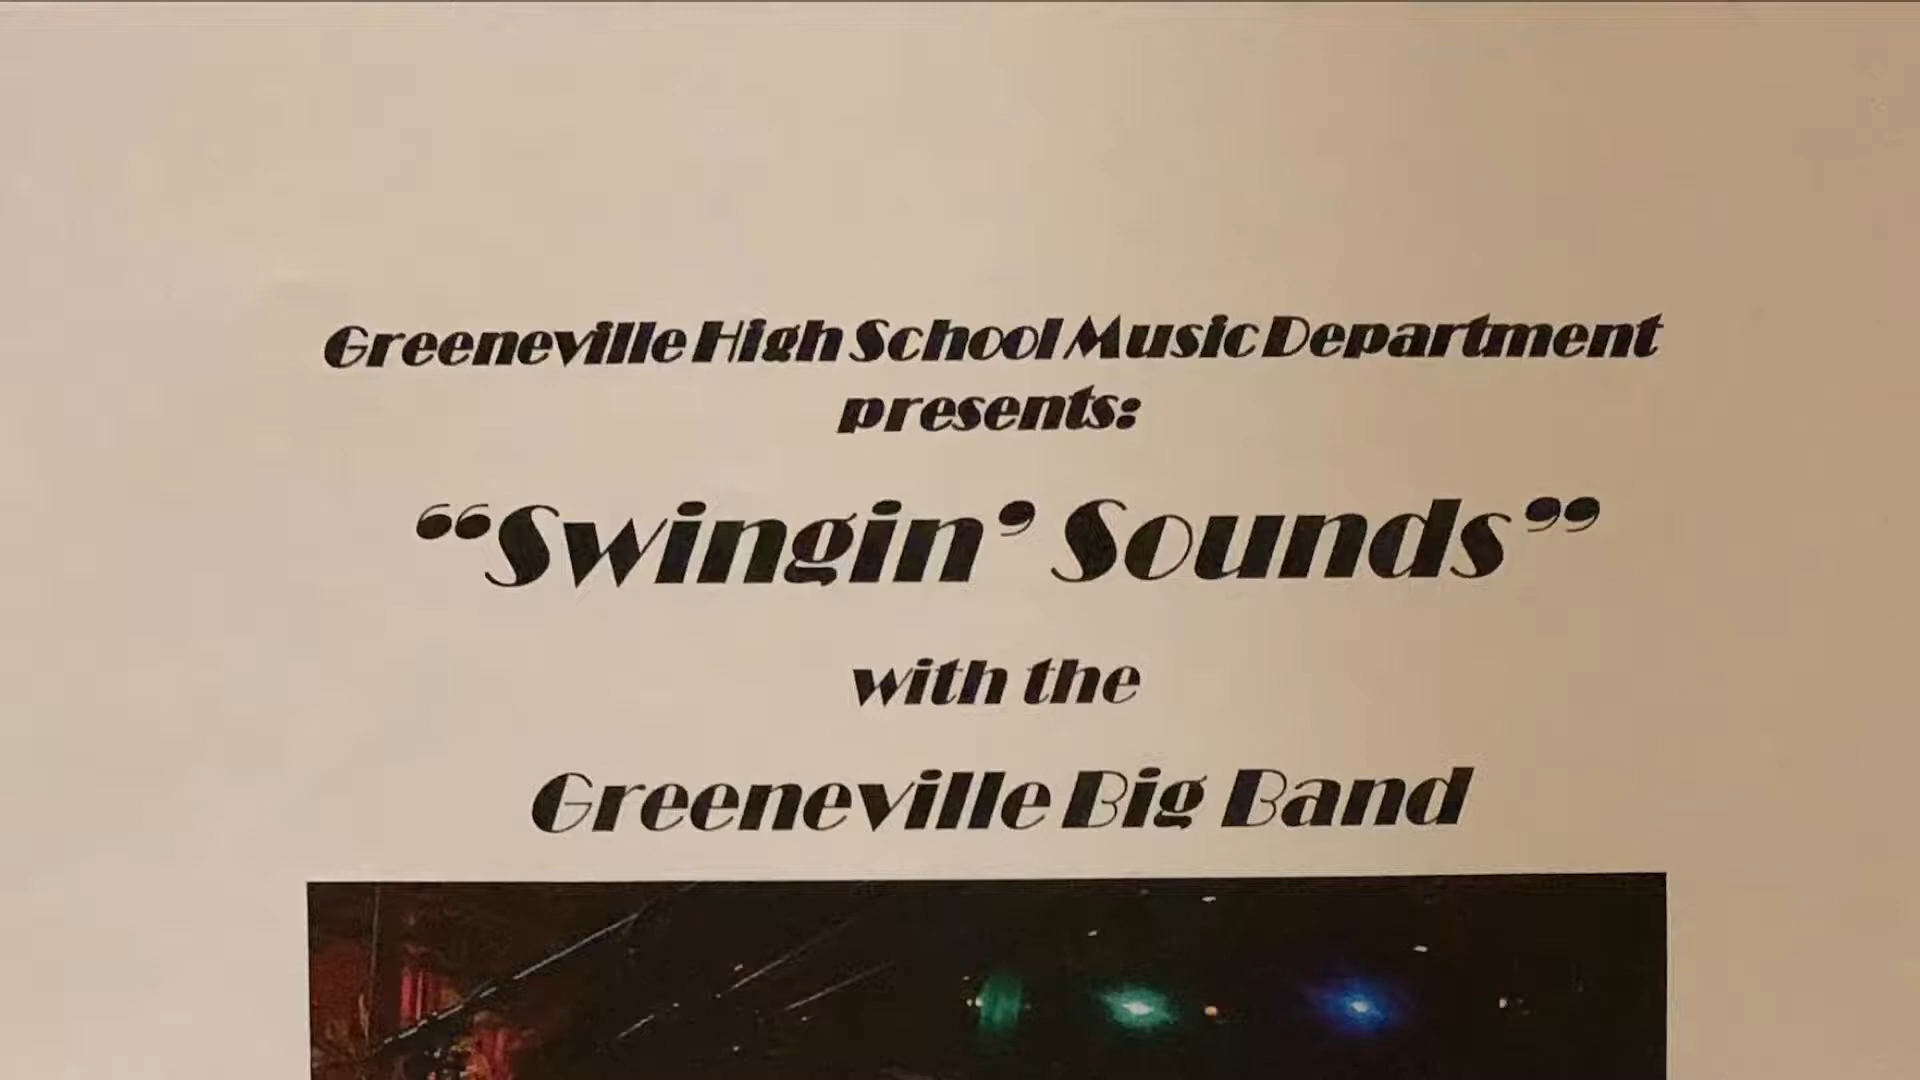 Greeneville High School Music Department
presents:
“Swingin’ Sounds”
with the
Greeneville Big Band